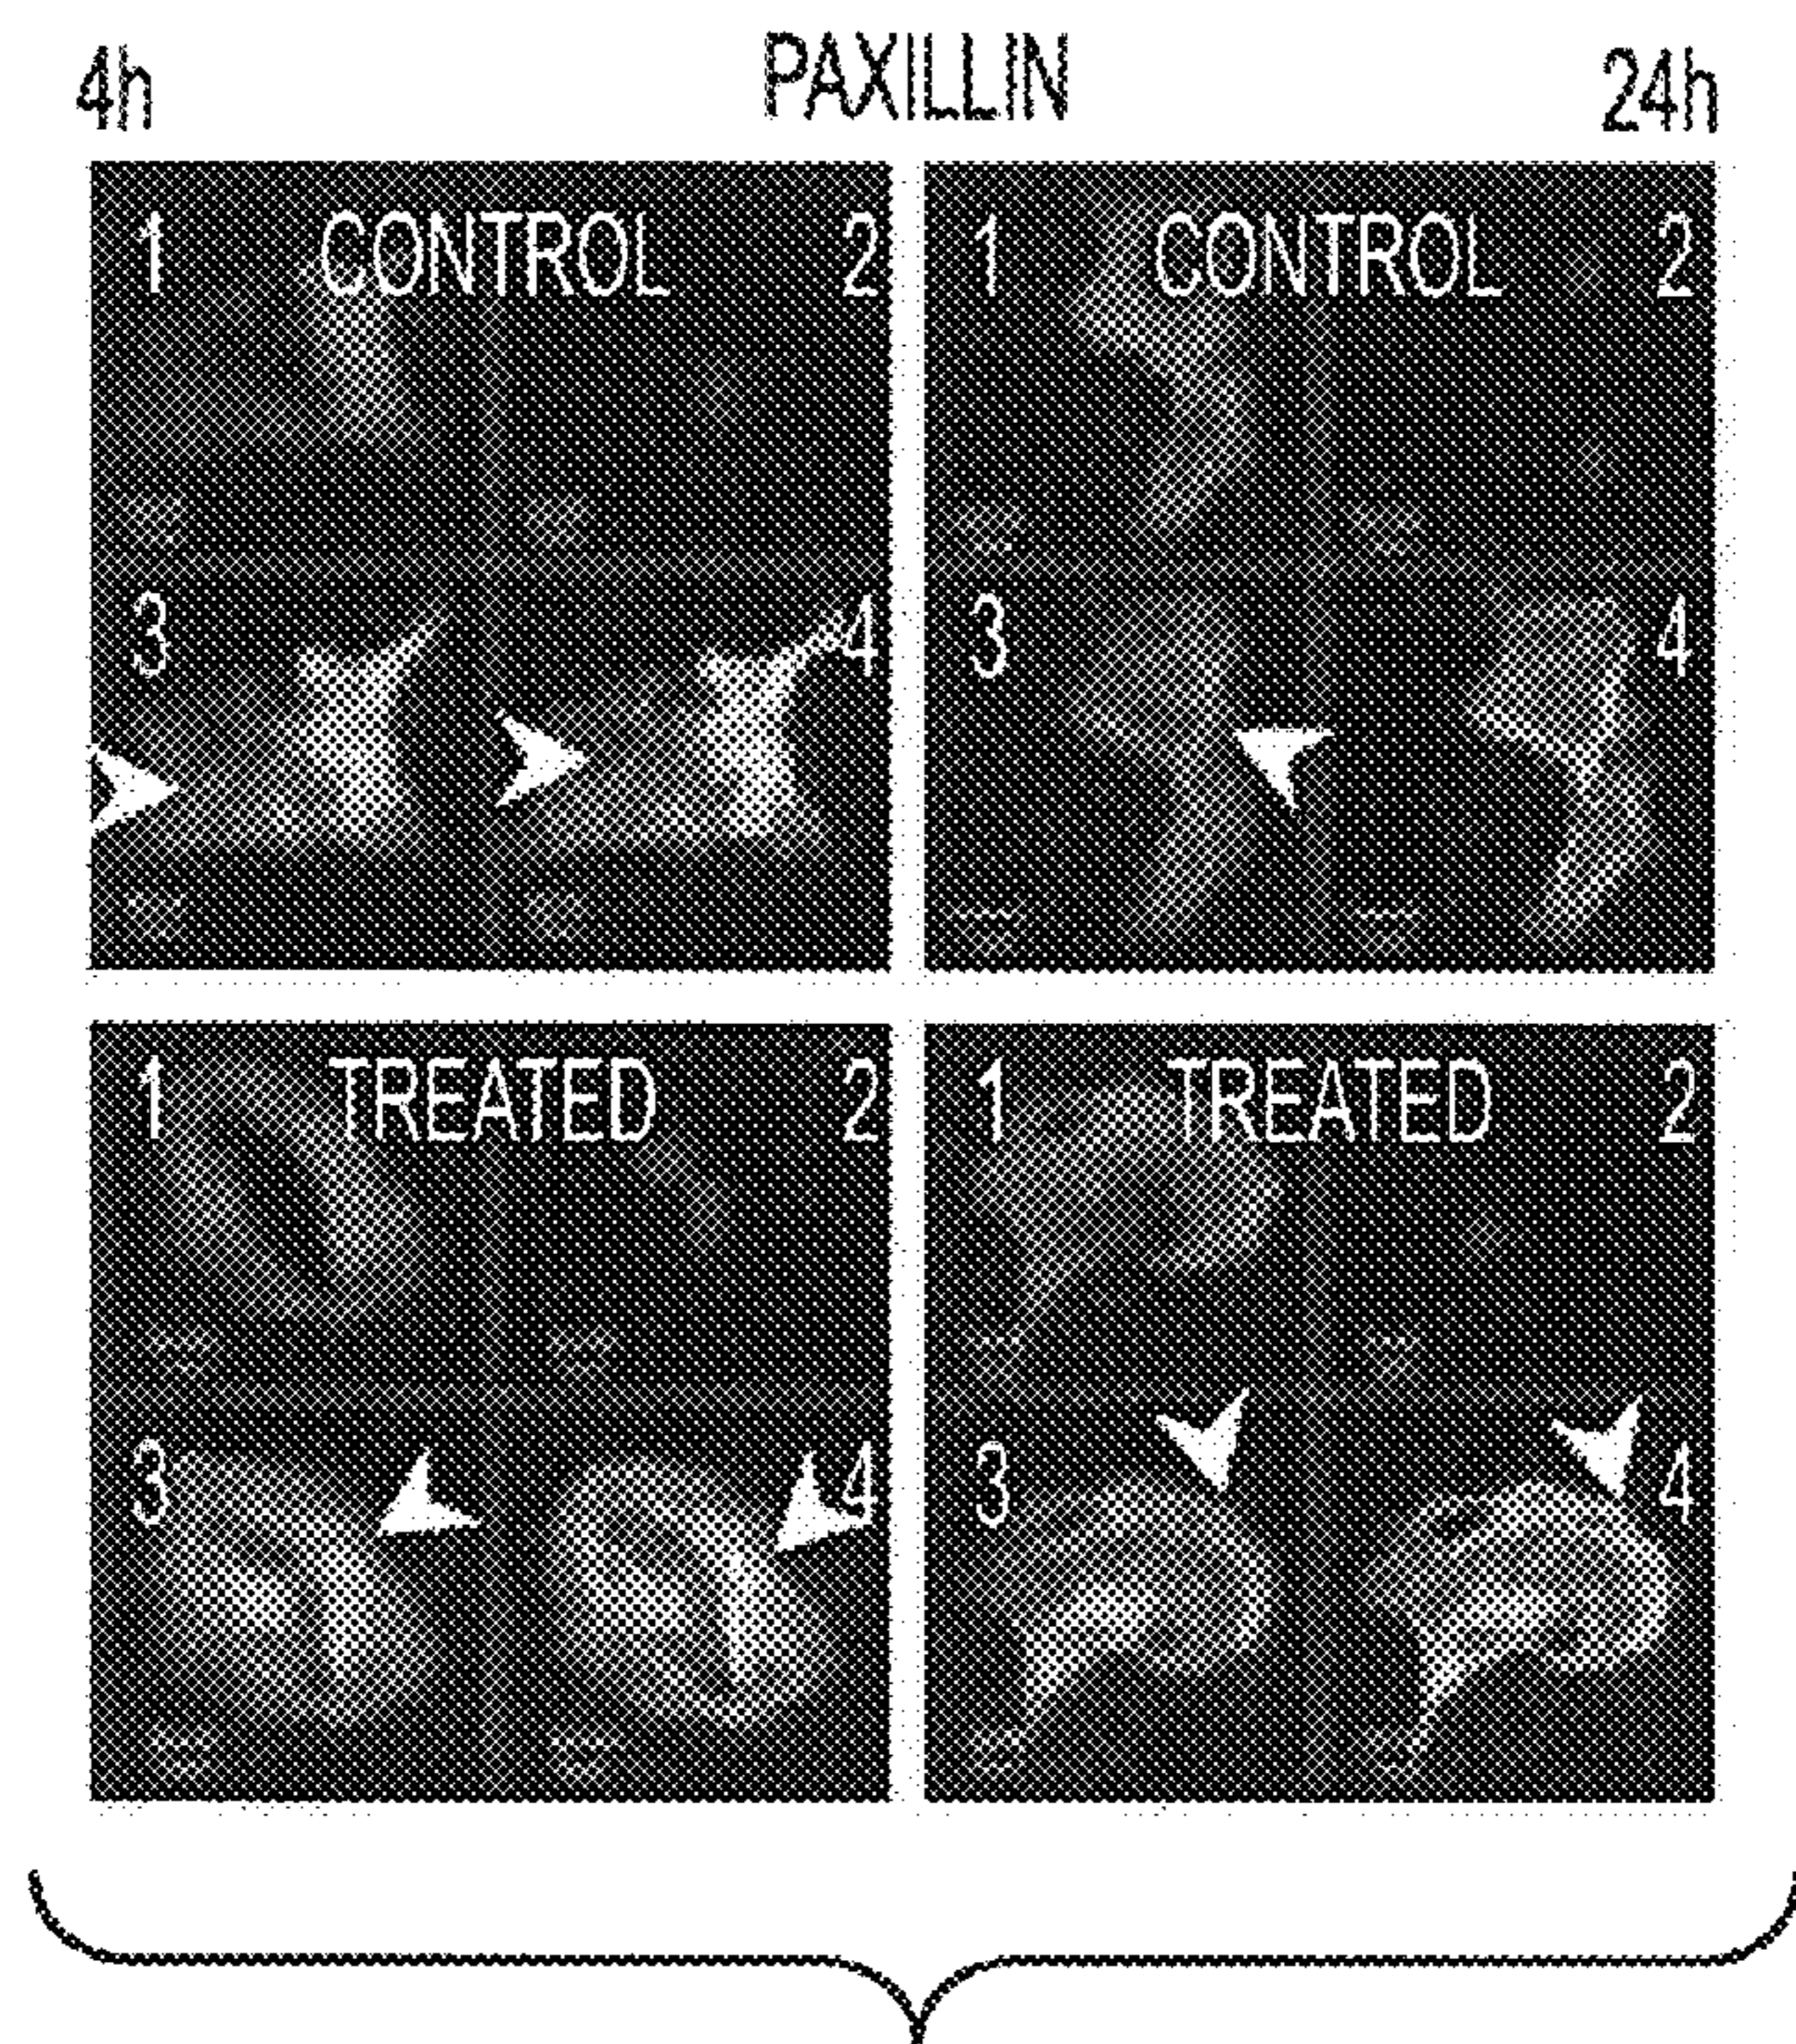 4h PAXILLIN 24h
1 CONTROL 2 1 CONTROL 2
3 4 3 4
1 TREATED 2 1 TREATED 2
3 4 3 4